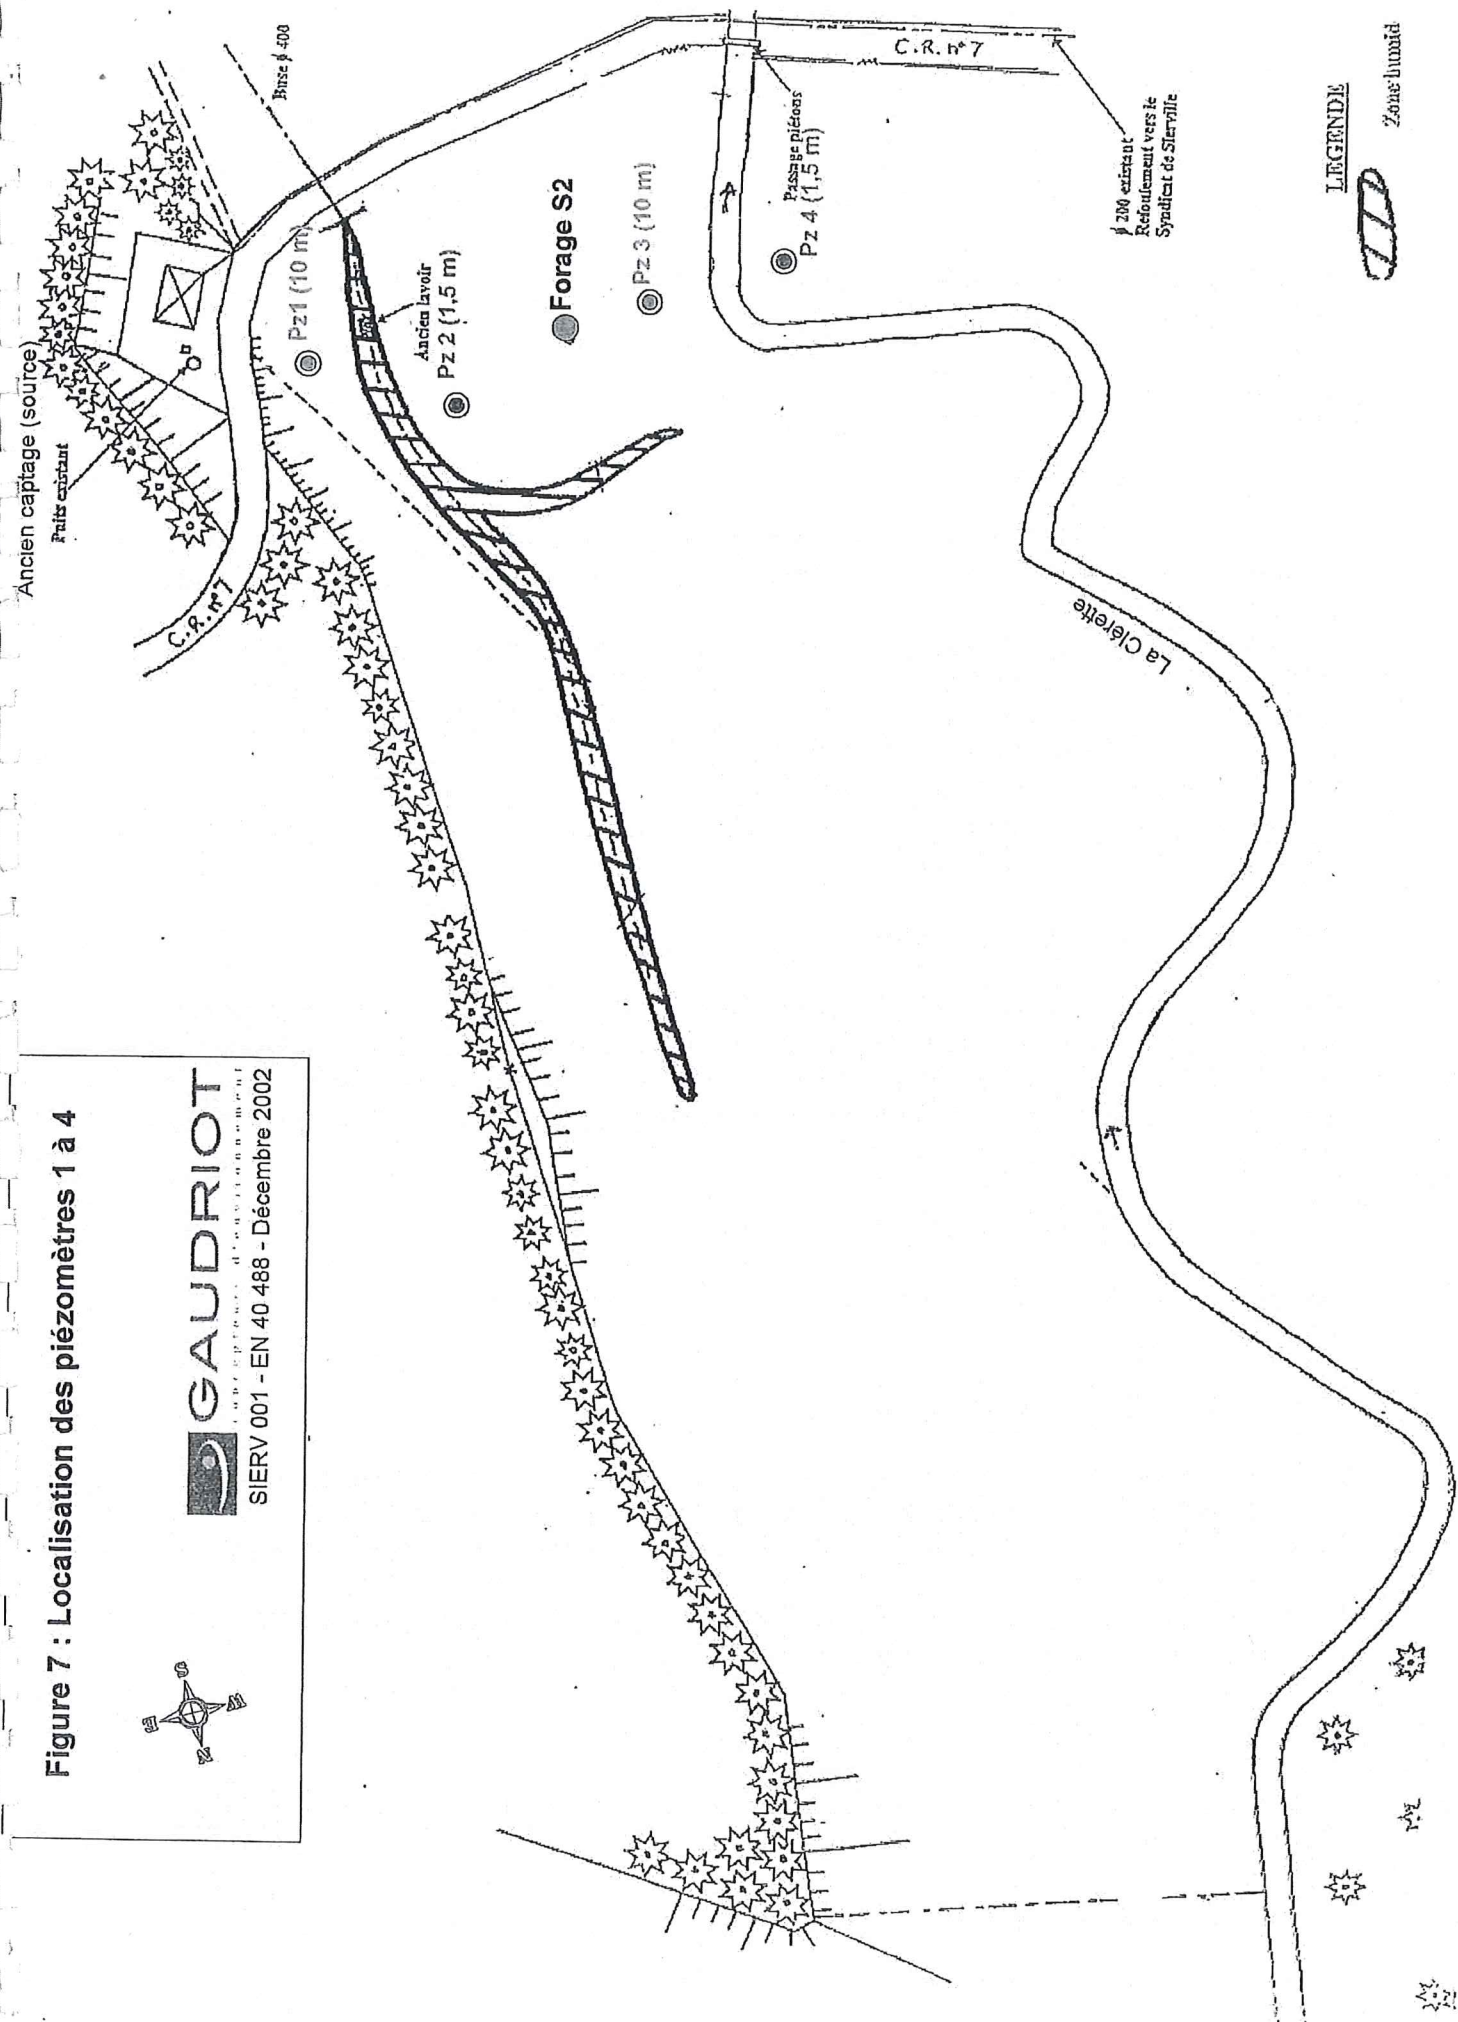 Figure 7 : Localisation des piézomètres 1 à 4
GAUDRIOT
SIERV 001 - EN 40 488 - Décembre 2002
N
E
S
W
Ancien captage (source)
Puits existant
C.R. n°7
Buse ϕ 400
Pz1 (10 m)
Ancien lavoir
Pz 2 (1,5 m)
Forage S2
Pz 3 (10 m)
Passage piétons
Pz 4 (1,5 m)
C.R. n°7
ϕ 200 existant
Refoulement vers le
Syndicat de Sierville
La Clérette
LEGENDE
Zone humid